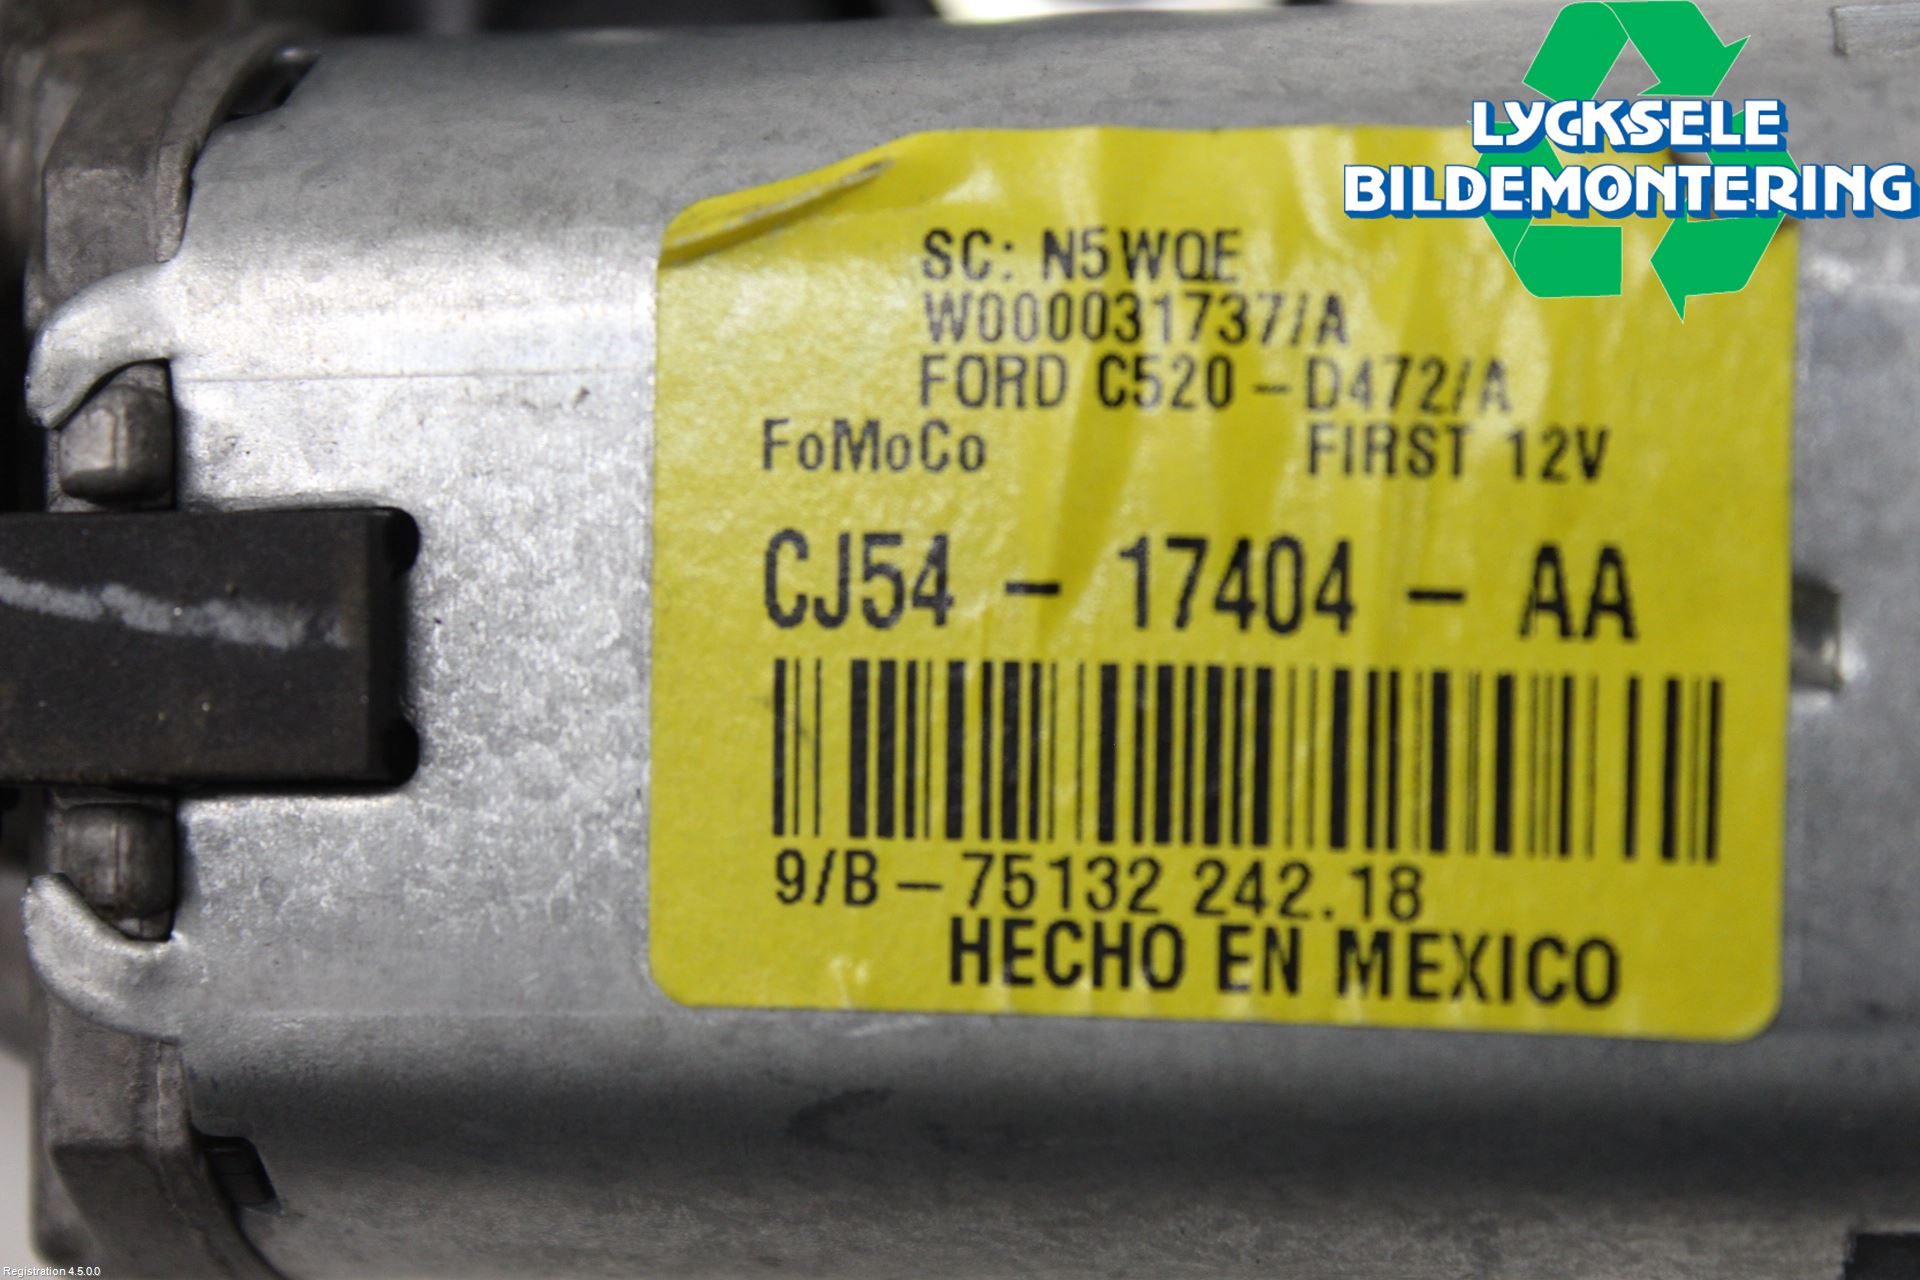 LYCKSELE
BILDEMONTERING
SC: N5WQE
W000031737/A
FORD C520 - D472/A
FoMoCo FIRST 12V
CJ54 - 17404 - AA
9/B - 75132 242.18
HECHO EN MEXICO
Registration 4.5.0.0